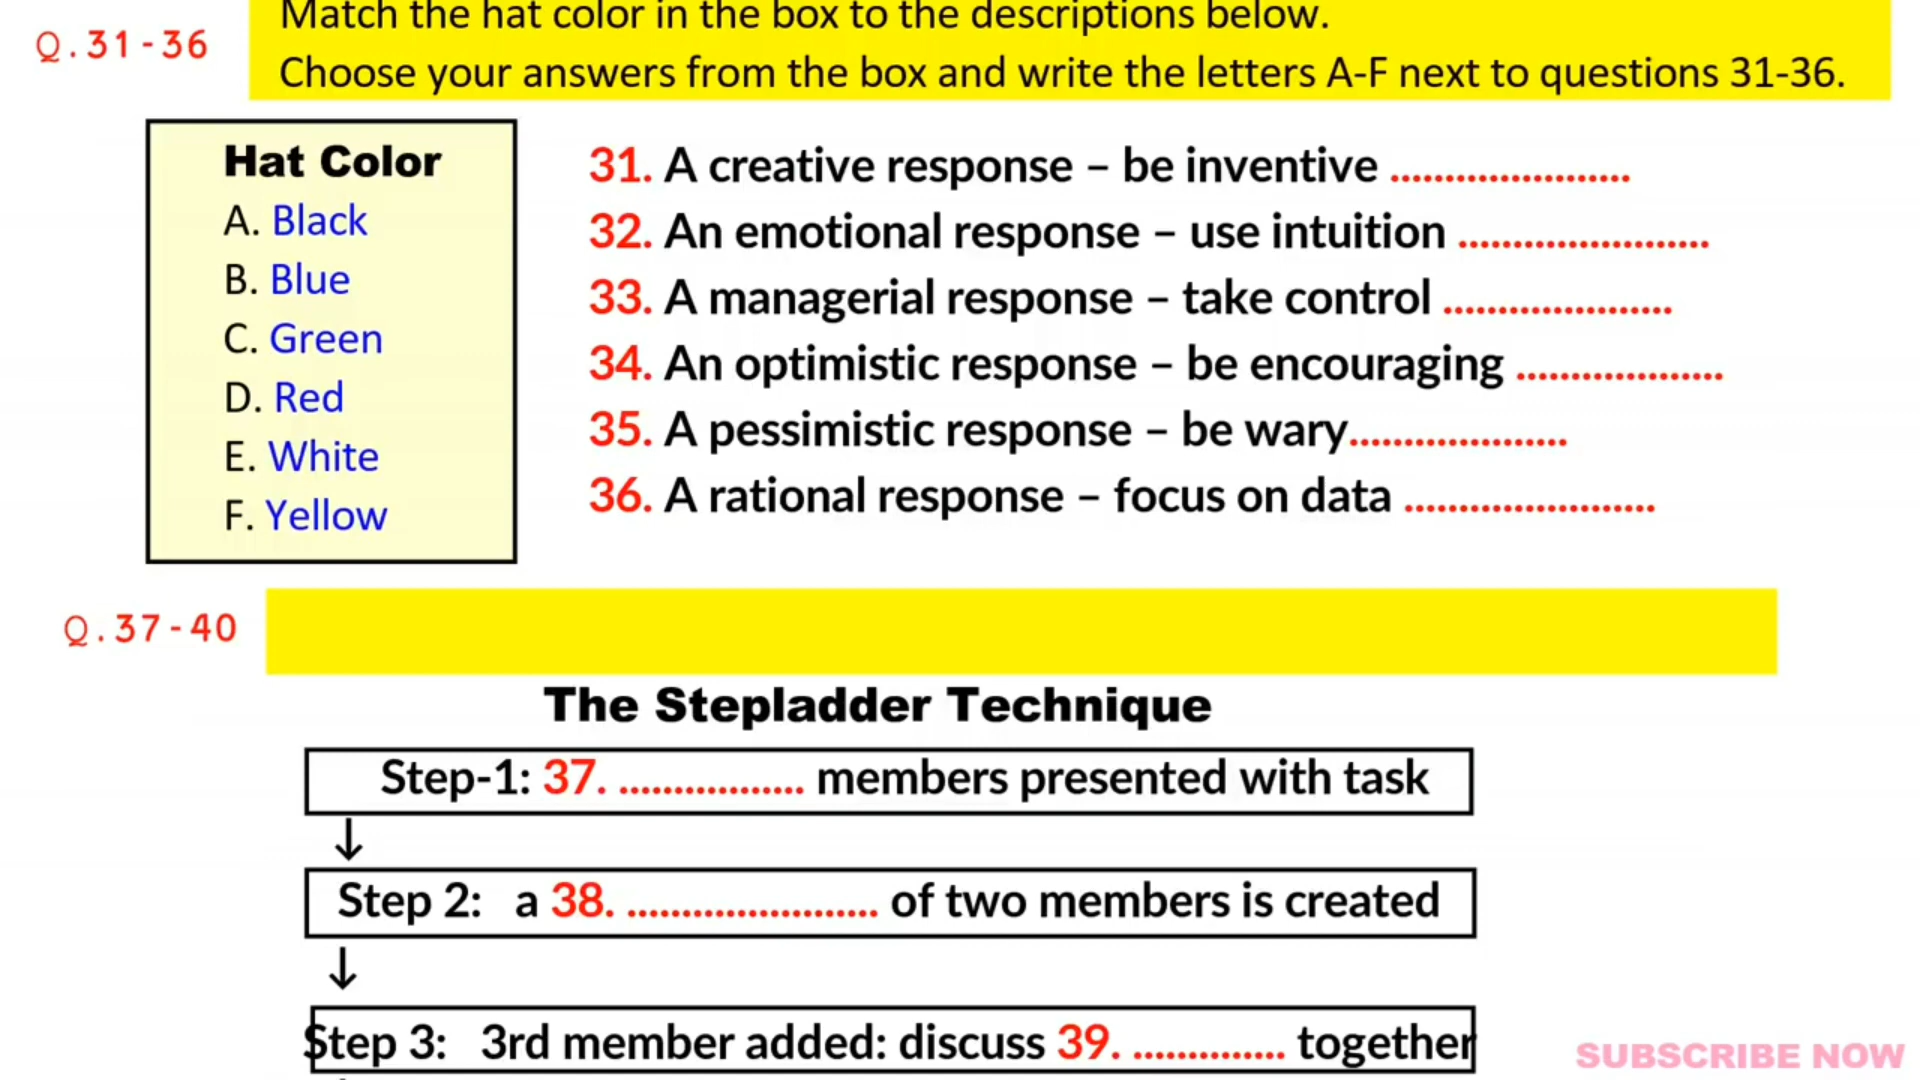 Match the hat color in the box to the descriptions below.
Q.31-36
Choose your answers from the box and write the letters A-F next to questions 31-36.
Hat Color
A. Black
B. Blue
C. Green
D. Red
E. White
F. Yellow
31. A creative response – be inventive ......................
32. An emotional response – use intuition .......................
33. A managerial response – take control .....................
34. An optimistic response – be encouraging ...................
35. A pessimistic response – be wary....................
36. A rational response – focus on data .......................
Q.37-40
The Stepladder Technique
Step-1: 37. ................. members presented with task
↓
Step 2: a 38. ....................... of two members is created
↓
Step 3: 3rd member added: discuss 39. .............. together
SUBSCRIBE NOW